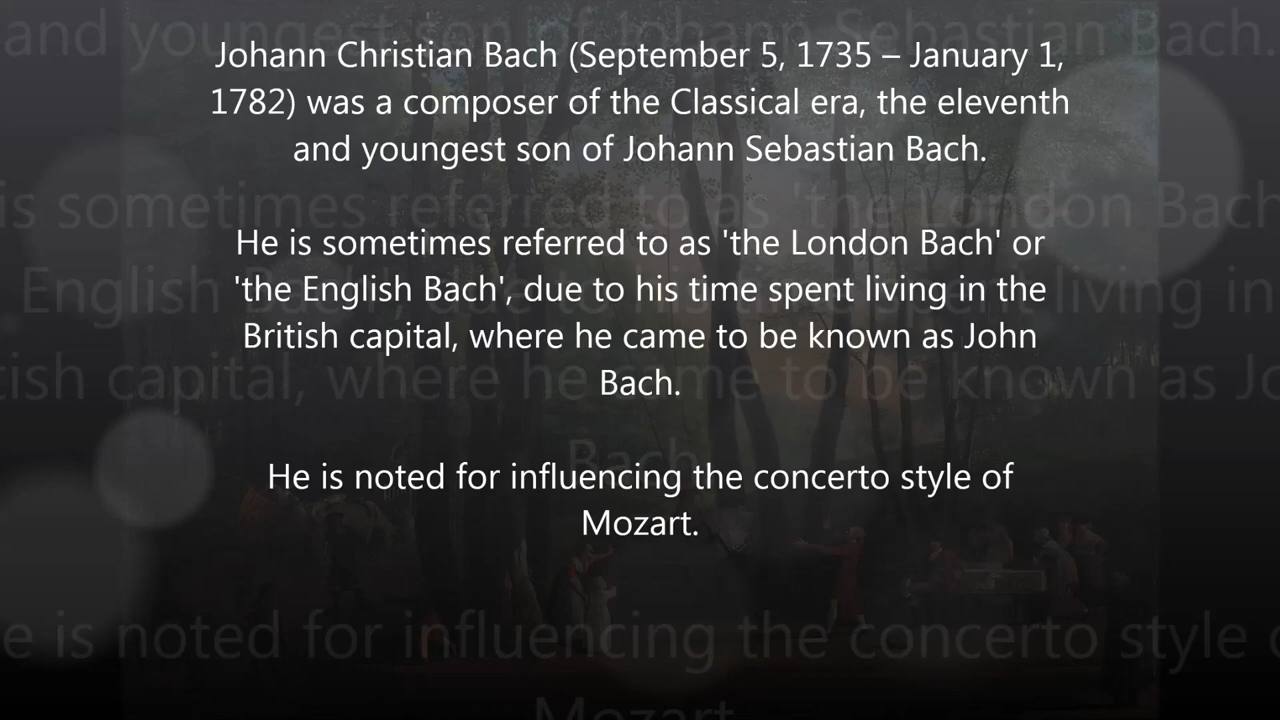 Johann Christian Bach (September 5, 1735 – January 1,
1782) was a composer of the Classical era, the eleventh
and youngest son of Johann Sebastian Bach.
He is sometimes referred to as 'the London Bach' or
'the English Bach', due to his time spent living in the
British capital, where he came to be known as John
Bach.
He is noted for influencing the concerto style of
Mozart.